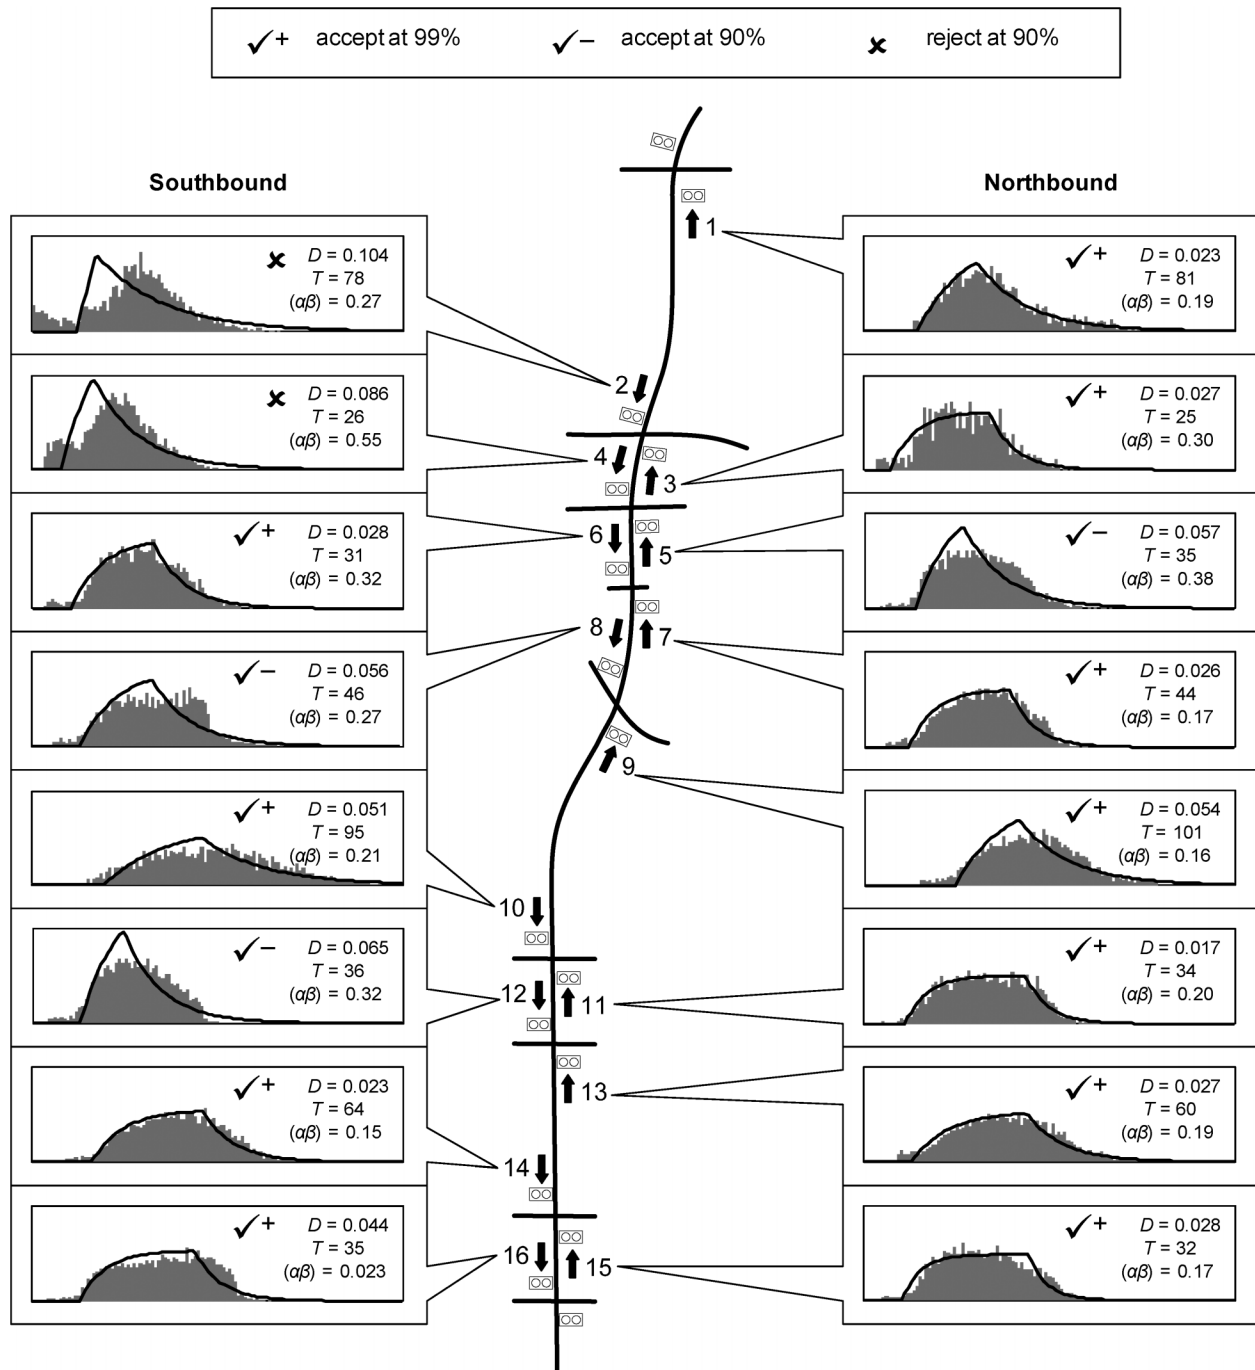 ✓+ accept at 99% ✓− accept at 90% ✘ reject at 90%
Southbound
✘ D = 0.104
T = 78
(αβ) = 0.27
✘ D = 0.086
T = 26
(αβ) = 0.55
✓+ D = 0.028
T = 31
(αβ) = 0.32
✓− D = 0.056
T = 46
(αβ) = 0.27
✓+ D = 0.051
T = 95
(αβ) = 0.21
✓− D = 0.065
T = 36
(αβ) = 0.32
✓+ D = 0.023
T = 64
(αβ) = 0.15
✓+ D = 0.044
T = 35
(αβ) = 0.023
1
2
4
3
6
5
8
7
9
10
12
11
13
14
16
15
Northbound
✓+ D = 0.023
T = 81
(αβ) = 0.19
✓+ D = 0.027
T = 25
(αβ) = 0.30
✓− D = 0.057
T = 35
(αβ) = 0.38
✓+ D = 0.026
T = 44
(αβ) = 0.17
✓+ D = 0.054
T = 101
(αβ) = 0.16
✓+ D = 0.017
T = 34
(αβ) = 0.20
✓+ D = 0.027
T = 60
(αβ) = 0.19
✓+ D = 0.028
T = 32
(αβ) = 0.17